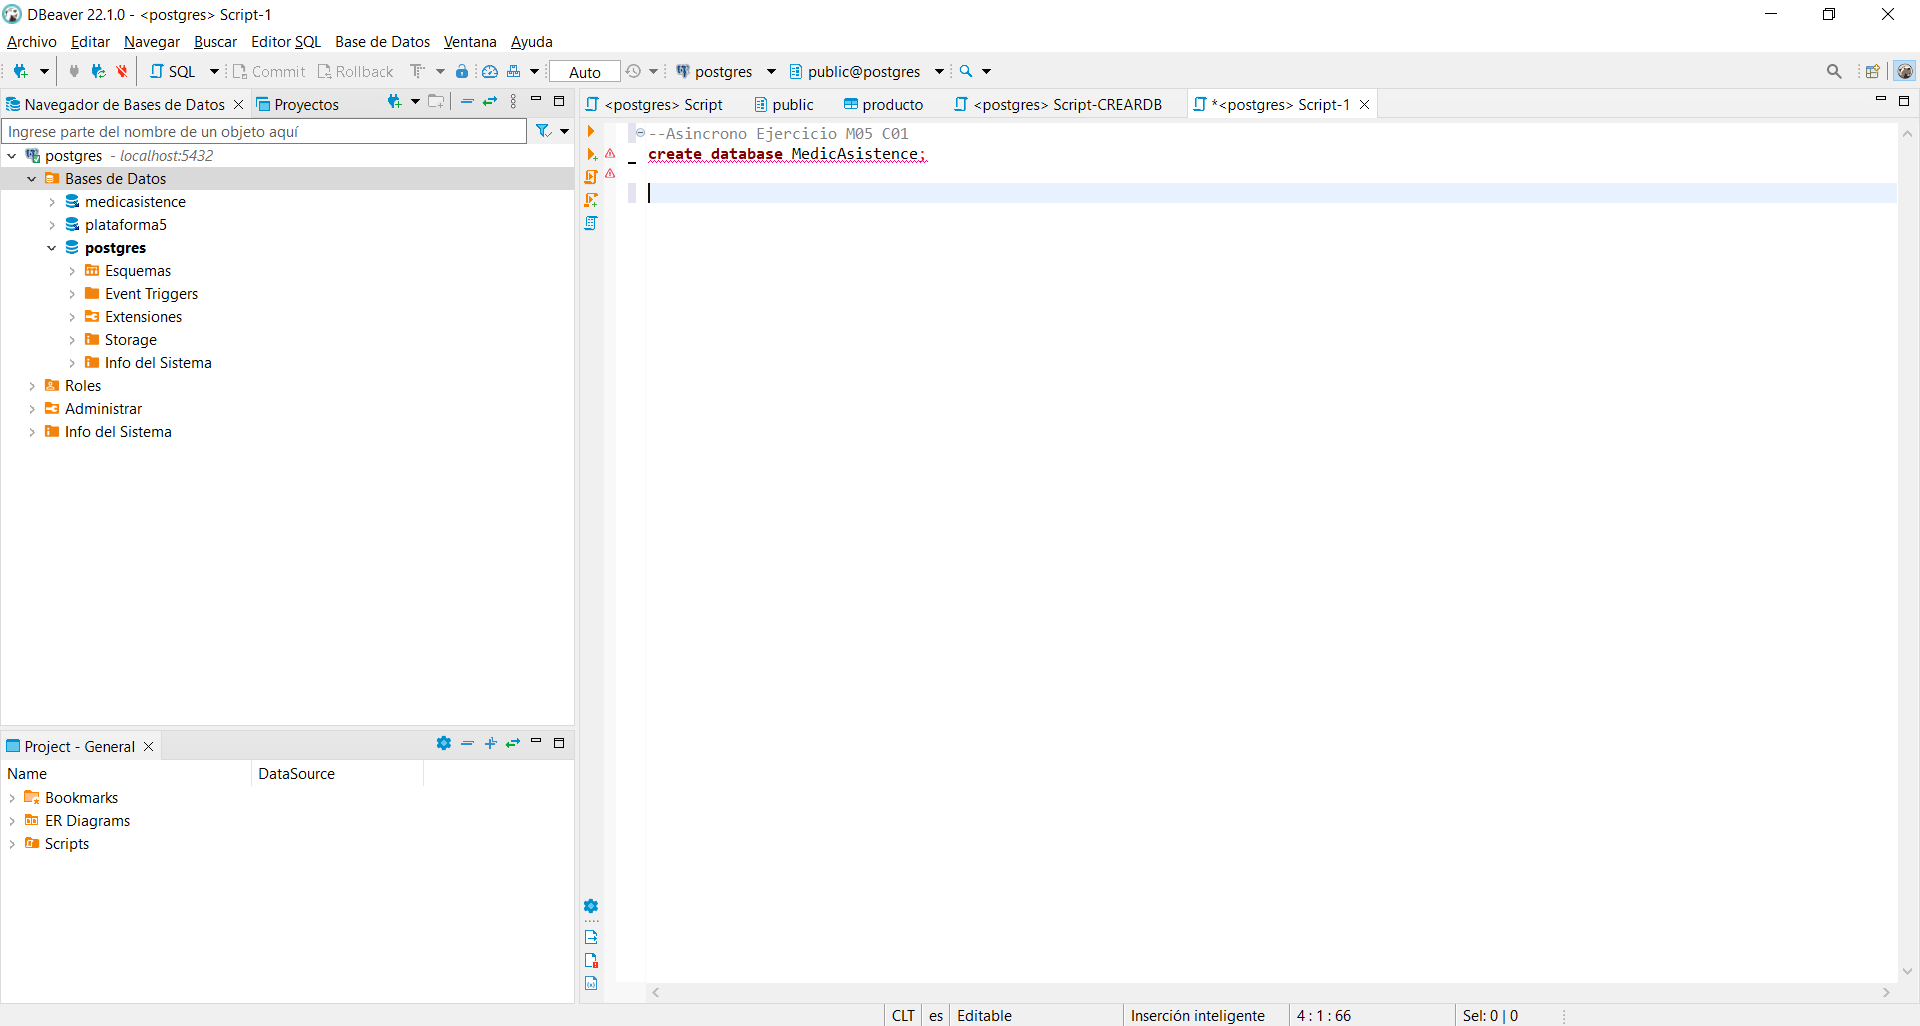 DBeaver 22.1.0 - <postgres> Script-1
Archivo Editar Navegar Buscar Editor SQL Base de Datos Ventana Ayuda
SQL Commit Rollback Auto postgres public@postgres
Navegador de Bases de Datos Proyectos
Ingrese parte del nombre de un objeto aquí
postgres - localhost:5432
Bases de Datos
medicasistence
plataforma5
postgres
Esquemas
Event Triggers
Extensiones
Storage
Info del Sistema
Roles
Administrar
Info del Sistema
<postgres> Script public producto <postgres> Script-CREARDB *<postgres> Script-1
--Asincrono Ejercicio M05 C01
create database MedicAsistence;
Project - General
Name DataSource
Bookmarks
ER Diagrams
Scripts
CLT es Editable Inserción inteligente 4 : 1 : 66 Sel: 0 | 0